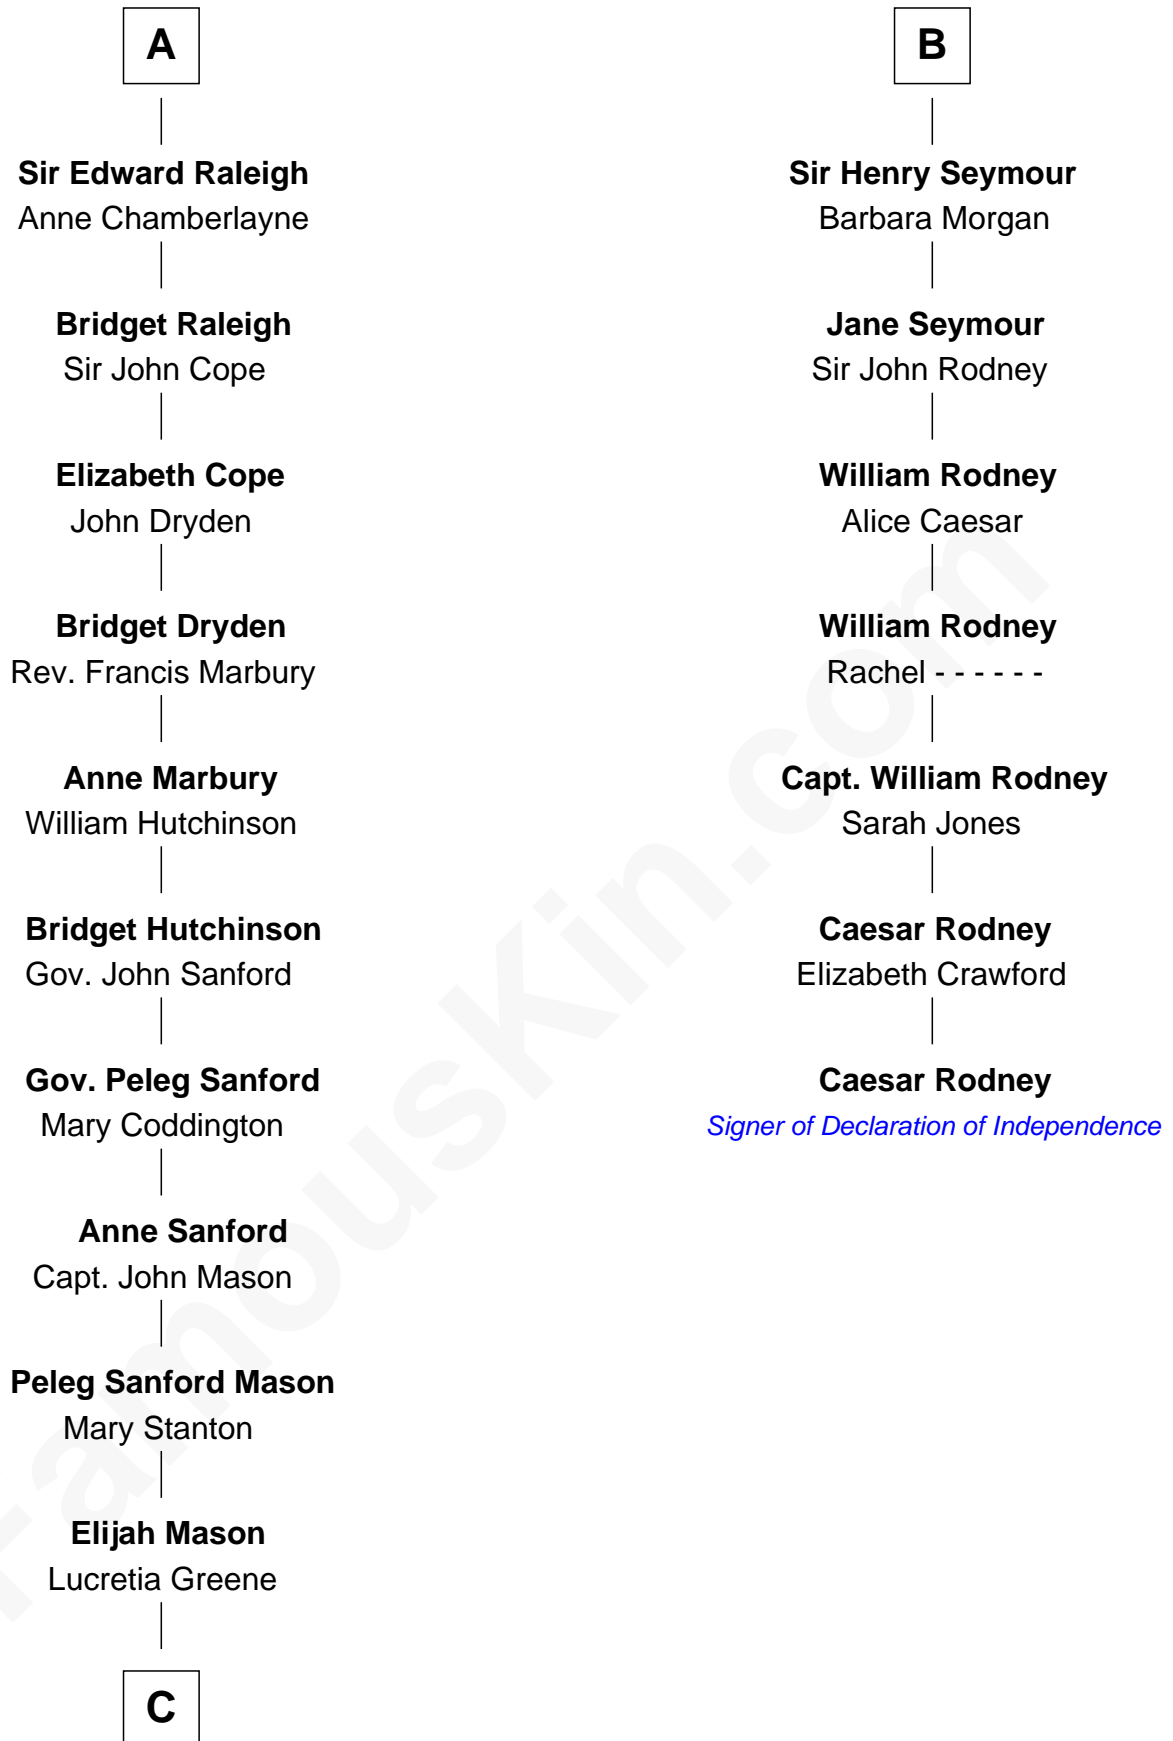 A
Sir Edward Raleigh
Anne Chamberlayne
Bridget Raleigh
Sir John Cope
Elizabeth Cope
John Dryden
Bridget Dryden
Rev. Francis Marbury
Anne Marbury
William Hutchinson
Bridget Hutchinson
Gov. John Sanford
Gov. Peleg Sanford
Mary Coddington
Anne Sanford
Capt. John Mason
Peleg Sanford Mason
Mary Stanton
Elijah Mason
Lucretia Greene
C
B
Sir Henry Seymour
Barbara Morgan
Jane Seymour
Sir John Rodney
William Rodney
Alice Caesar
William Rodney
Rachel - - - - - -
Capt. William Rodney
Sarah Jones
Caesar Rodney
Elizabeth Crawford
Caesar Rodney
Signer of Declaration of Independence
FamousKin.com